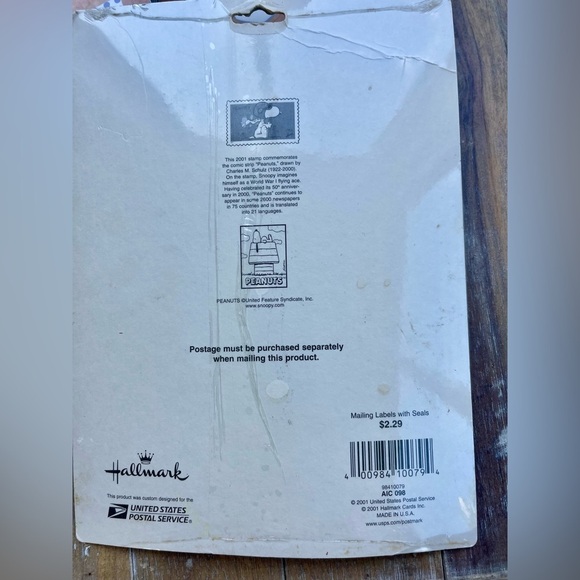 This 2001 stamp commemorates
the comic strip "Peanuts," drawn by
Charles M. Schulz (1922-2000).
On the stamp, Snoopy imagines
himself as a World War I flying ace.
Having celebrated its 50th anniver-
sary in 2000, "Peanuts" continues to
appear in some 2600 newspapers
in 75 countries and is translated
into 21 languages.
PEANUTS
PEANUTS ©United Feature Syndicate, Inc.
www.snoopy.com
Postage must be purchased separately
when mailing this product.
Mailing Labels with Seals
$2.29
4 00984 10079 4
98410079
AIC 098
© 2001 United States Postal Service
© 2001 Hallmark Cards Inc.
MADE IN U.S.A.
www.usps.com/postmark
Hallmark
This product was custom designed for the
UNITED STATES
POSTAL SERVICE®